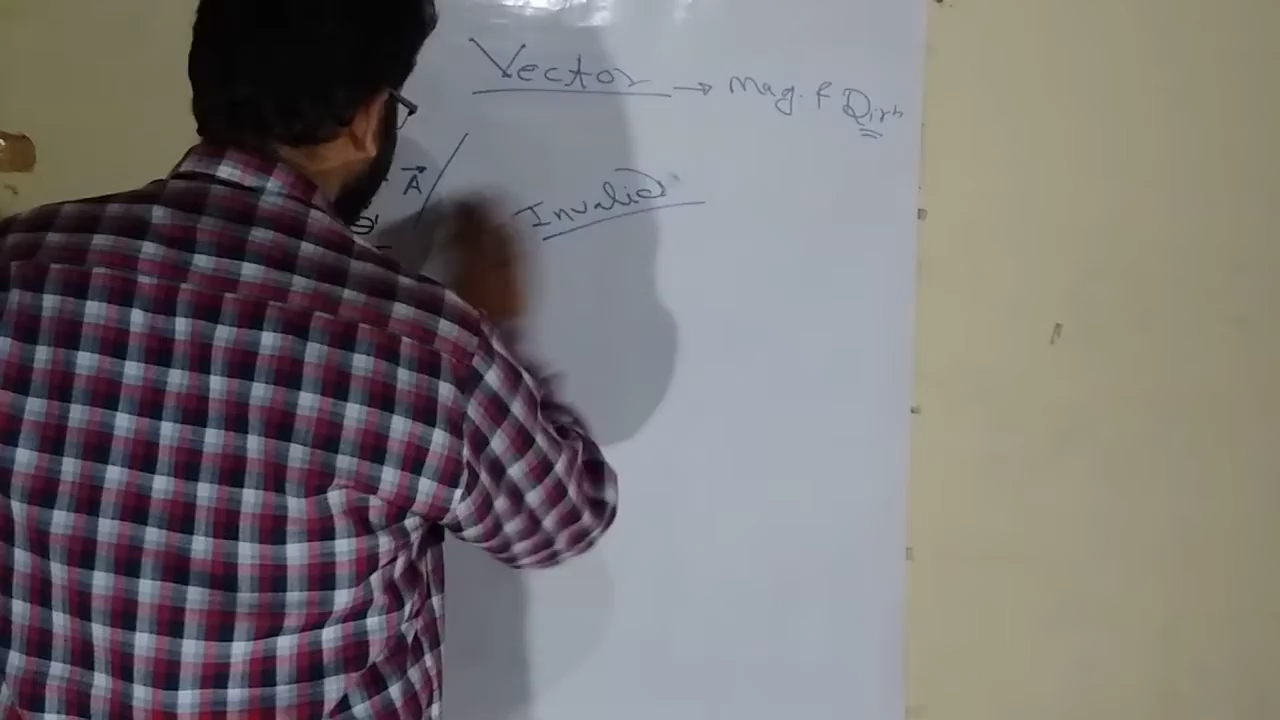 Vector → Mag. & Dirⁿ
A⃗
Invalid